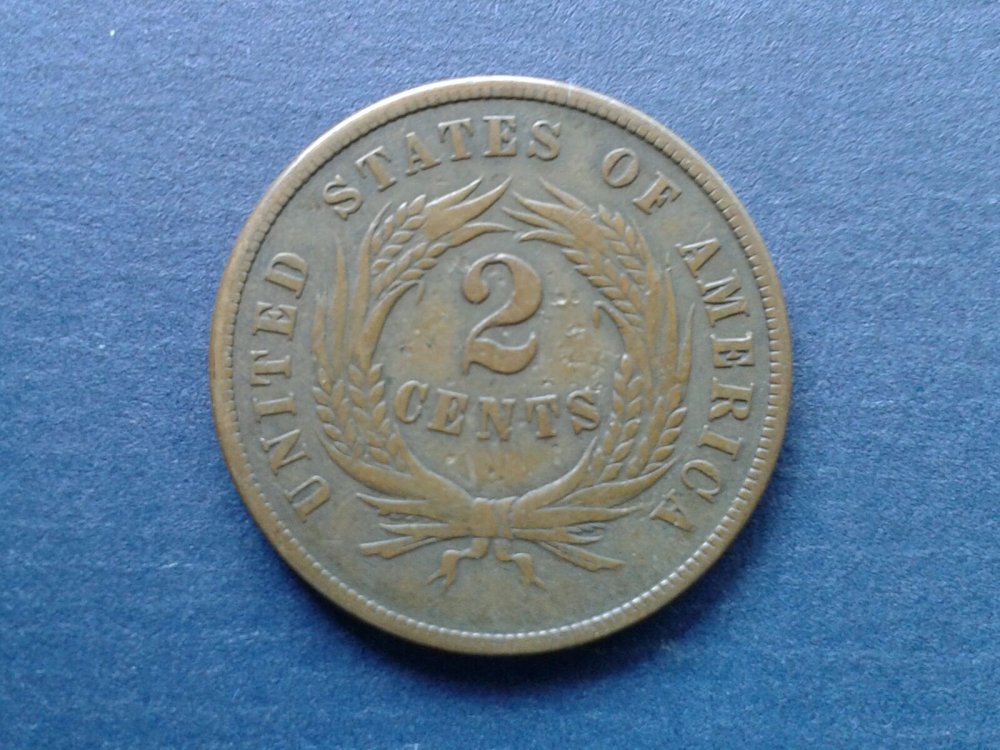 UNITED STATES OF AMERICA
2
CENTS